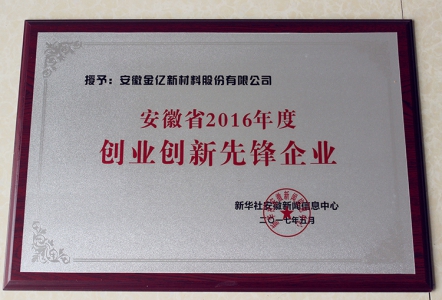 授予：安徽金亿新材料股份有限公司
安徽省2016年度
创业创新先锋企业
新华社安徽新闻信息中心
二〇一七年五月